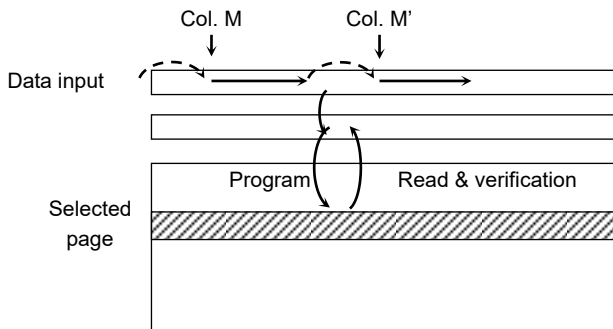 Col. M
Col. M’
Data input
Program
Read & verification
Selected
page